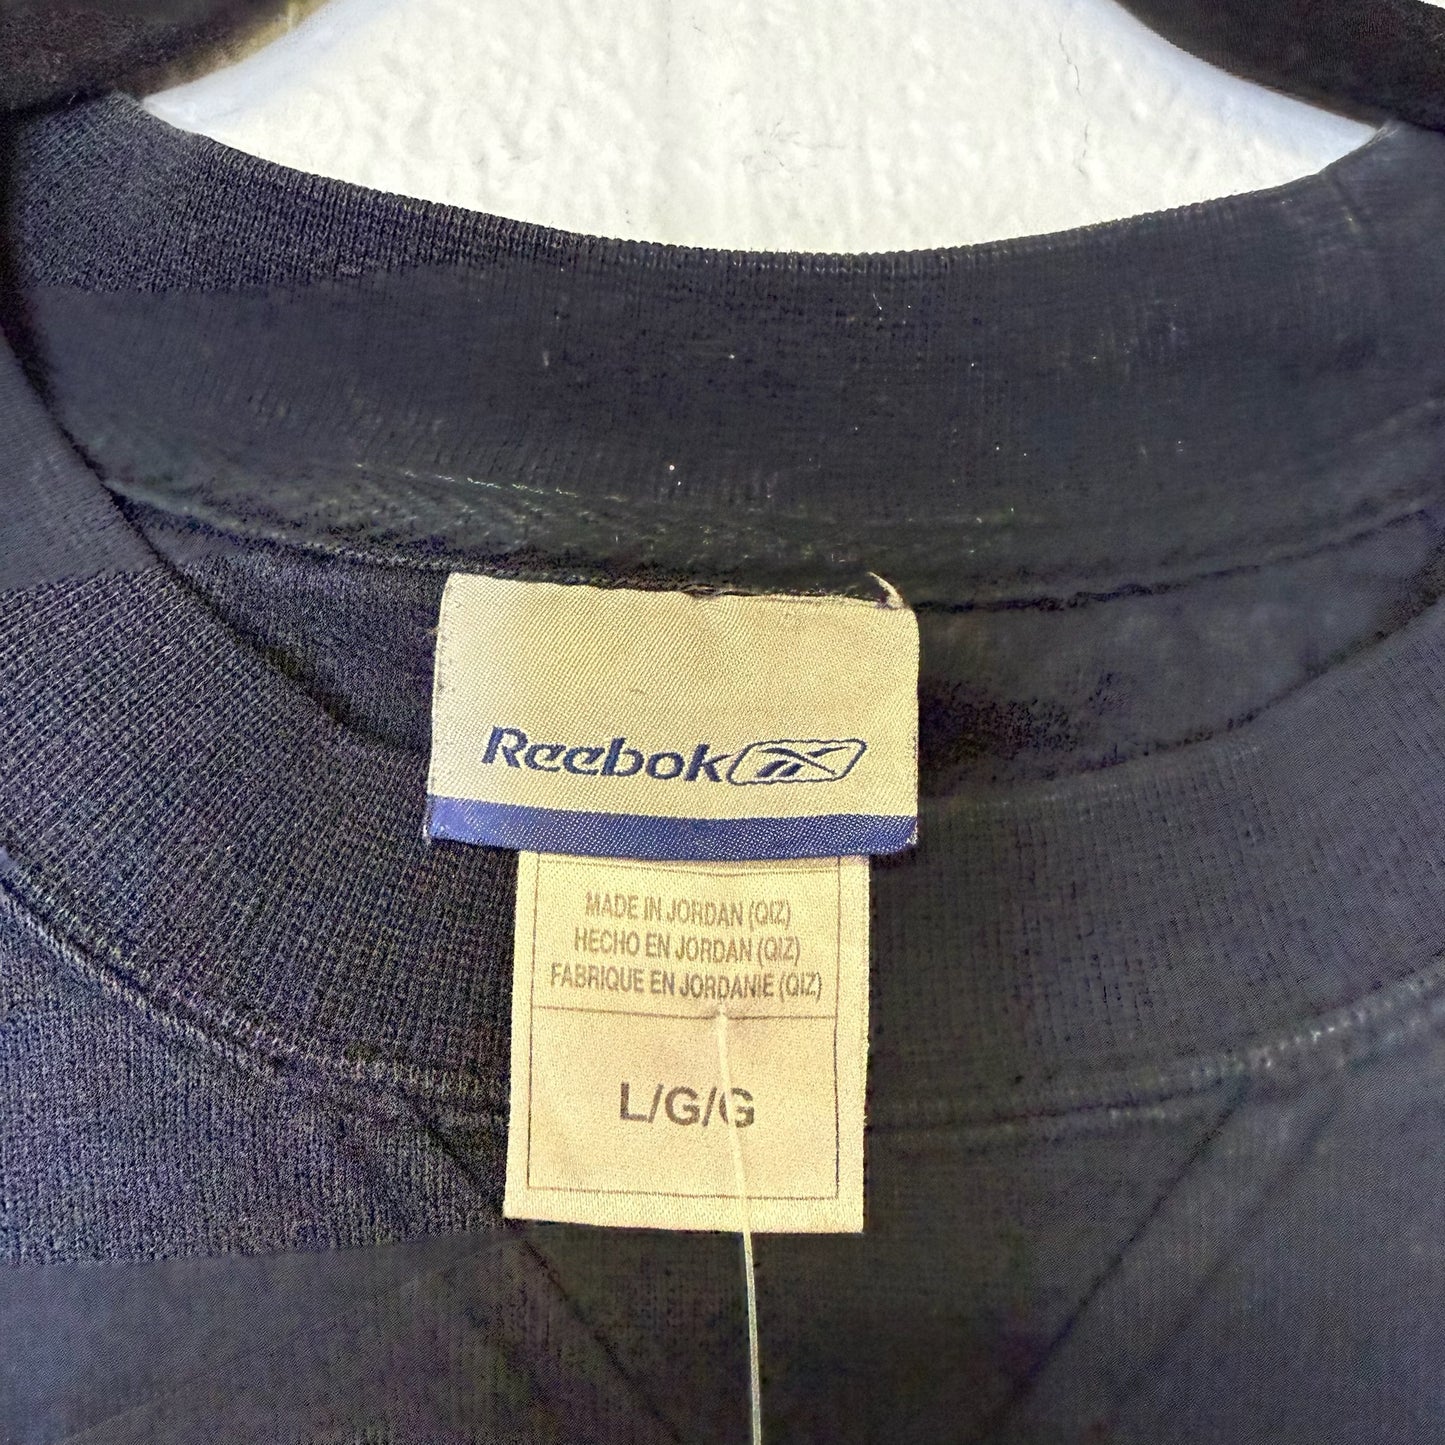 Reebok
MADE IN JORDAN (QIZ)
HECHO EN JORDAN (QIZ)
FABRIQUE EN JORDANIE (QIZ)
L/G/G